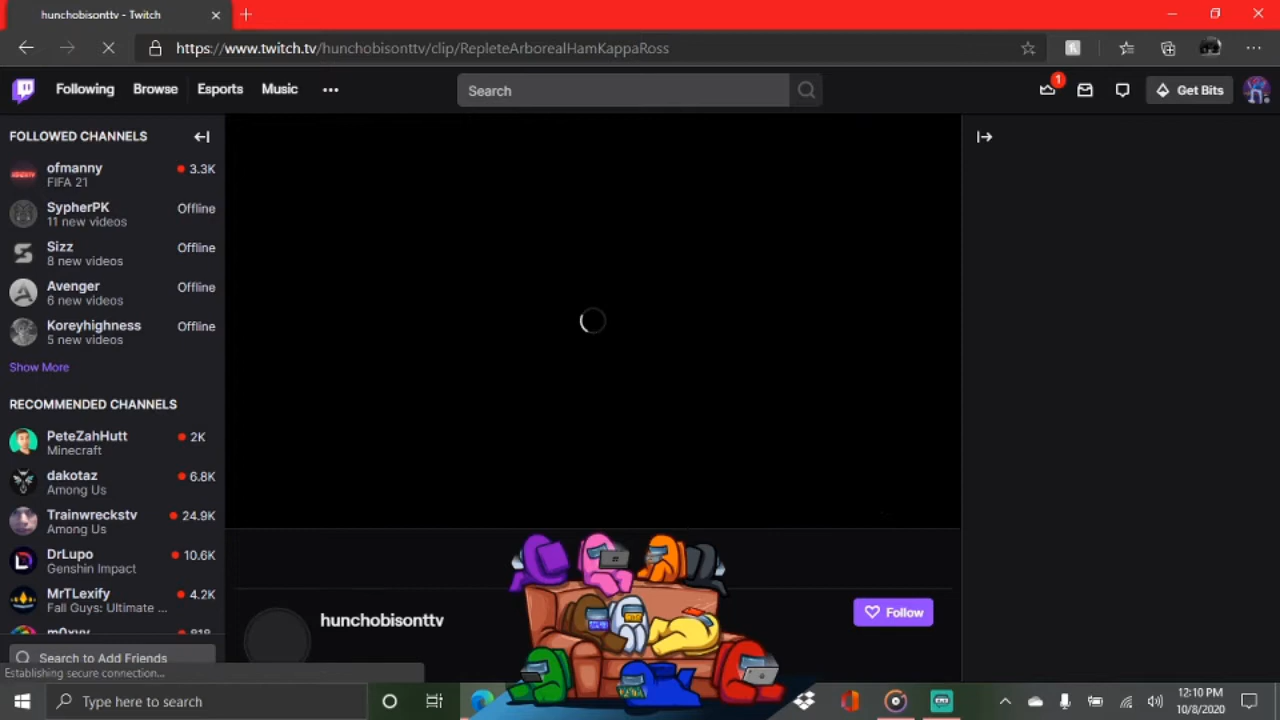 hunchobisonttv - Twitch
https://www.twitch.tv/hunchobisonttv/clip/RepleteArborealHamKappaRoss
Following
Browse
Esports
Music
Search
1
Get Bits
FOLLOWED CHANNELS
ofmanny
3.3K
FIFA 21
SypherPK
Offline
11 new videos
Sizz
Offline
8 new videos
Avenger
Offline
6 new videos
Koreyhighness
Offline
5 new videos
Show More
RECOMMENDED CHANNELS
PeteZahHutt
2K
Minecraft
dakotaz
6.8K
Among Us
Trainwreckstv
24.9K
Among Us
DrLupo
10.6K
Genshin Impact
MrTLexify
4.2K
Fall Guys: Ultimate ...
Search to Add Friends
Establishing secure connection...
hunchobisonttv
Follow
Type here to search
12:10 PM
10/8/2020